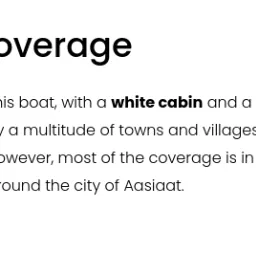 overage
his boat, with a white cabin and a
y a multitude of towns and villages
owever, most of the coverage is in
round the city of Aasiaat.